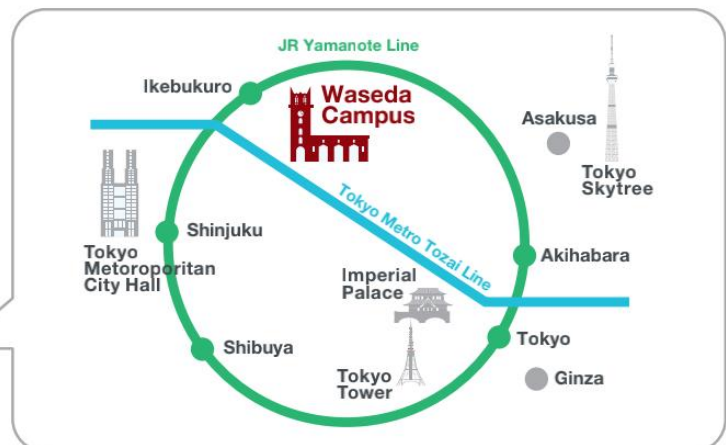 JR Yamanote Line
Ikebukuro
Waseda
Campus
Asakusa
Tokyo
Skytree
Shinjuku
Tokyo
Metoroporitan
City Hall
Tokyo Metro Tozai Line
Akihabara
Imperial
Palace
Shibuya
Tokyo
Tokyo
Tower
Ginza